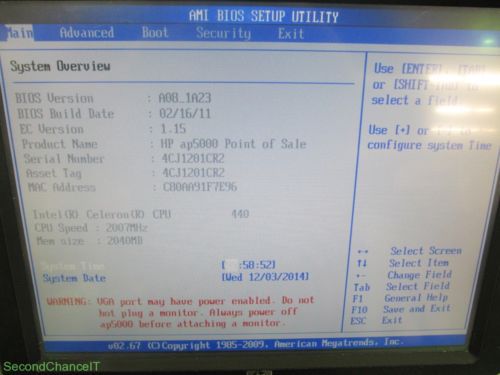 AMI BIOS SETUP UTILITY
Main Advanced Boot Security Exit
System Overview
BIOS Version : A08_1A23
BIOS Build Date : 02/16/11
EC Version : 1.15
Product Name : HP ap5000 Point of Sale
Serial Number : 4CJ1201CR2
Asset Tag : 4CJ1201CR2
MAC Address : C80AA91F7E96
Intel(R) Celeron(R) CPU 440
CPU Speed : 2007MHz
Mem size : 2040MB
System Time [ :58:52]
System Date [Wed 12/03/2014]
WARNING: VGA port may have power enabled. Do not
hot plug a monitor. Always power off
ap5000 before attaching a monitor.
Use [ENTER], [TAB]
or [SHIFT-TAB] to
select a field.
Use [+] or [-] to
configure system Time
↔ Select Screen
↑↓ Select Item
+- Change Field
Tab Select Field
F1 General Help
F10 Save and Exit
ESC Exit
v02.67 (C)Copyright 1985-2009, American Megatrends, Inc.
SecondChanceIT